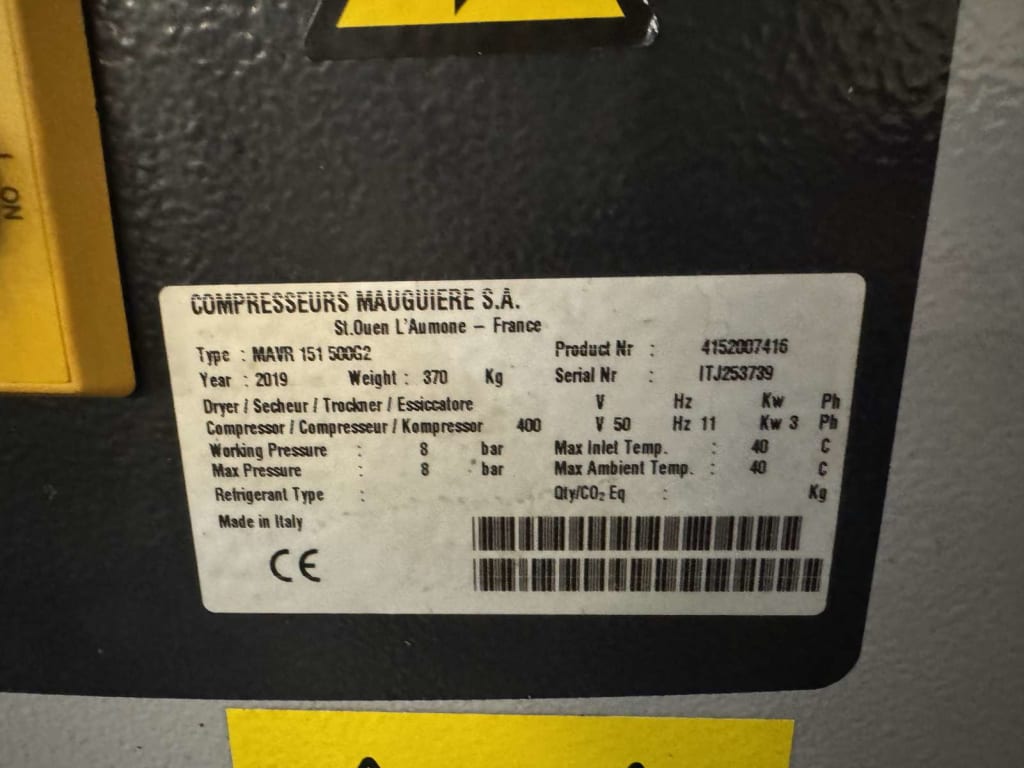 NO I
COMPRESSEURS MAUGUIERE S.A.
St.Ouen L'Aumone – France
Type : MAVR 151 500G2 Product Nr : 4152007416
Year : 2019 Weight : 370 Kg Serial Nr : ITJ253739
Dryer / Secheur / Trockner / Essiccatore V Hz Kw Ph
Compressor / Compresseur / Kompressor 400 V 50 Hz 11 Kw 3 Ph
Working Pressure : 8 bar Max Inlet Temp. : 40 C
Max Pressure : 8 bar Max Ambient Temp. : 40 C
Refrigerant Type : Qty/CO₂ Eq : Kg
Made in Italy
CE